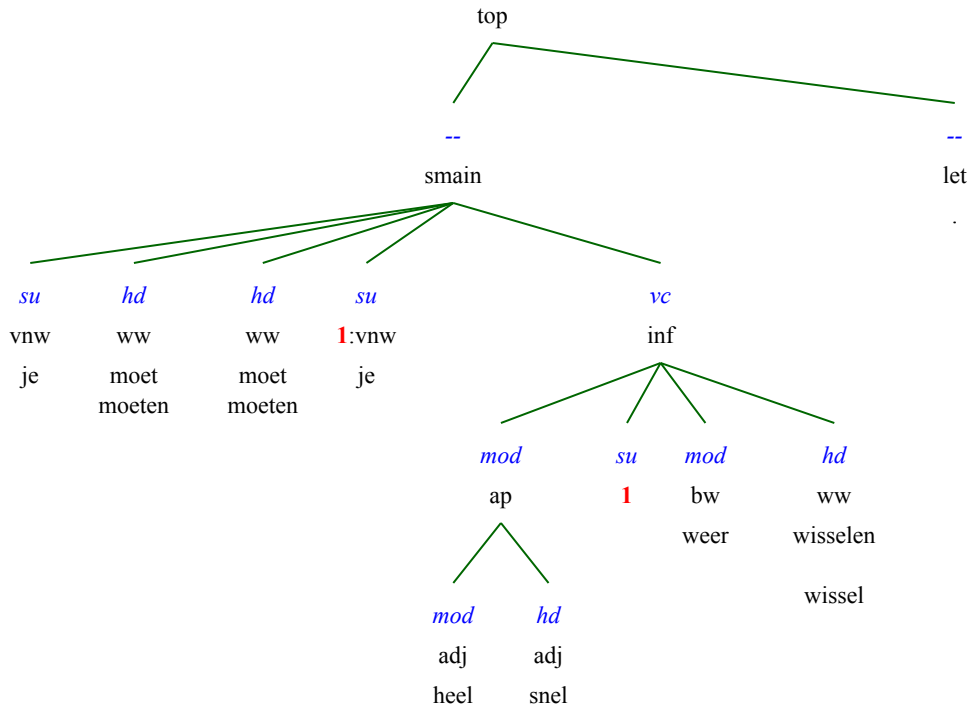 top
-- --
smain let
.
su hd hd su vc
vnw ww ww 1:vnw inf
je moet moet je
moeten moeten
mod su mod hd
ap 1 bw ww
weer wisselen
wissel
mod hd
adj adj
heel snel